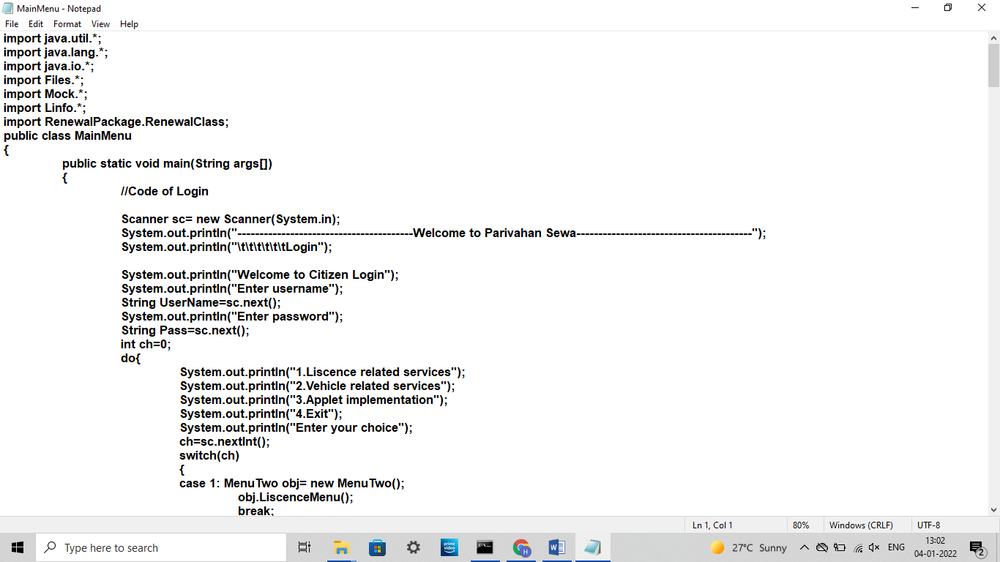 MainMenu - Notepad
File Edit Format View Help
import java.util.*;
import java.lang.*;
import java.io.*;
import Files.*;
import Mock.*;
import Linfo.*;
import RenewalPackage.RenewalClass;
public class MainMenu
{
public static void main(String args[])
{
//Code of Login
Scanner sc= new Scanner(System.in);
System.out.println("----------------------------------------Welcome to Parivahan Sewa----------------------------------------");
System.out.println("\t\t\t\t\t\tLogin");
System.out.println("Welcome to Citizen Login");
System.out.println("Enter username");
String UserName=sc.next();
System.out.println("Enter password");
String Pass=sc.next();
int ch=0;
do{
System.out.println("1.Liscence related services");
System.out.println("2.Vehicle related services");
System.out.println("3.Applet implementation");
System.out.println("4.Exit");
System.out.println("Enter your choice");
ch=sc.nextInt();
switch(ch)
{
case 1: MenuTwo obj= new MenuTwo();
obj.LiscenceMenu();
break;
Ln 1, Col 1 80% Windows (CRLF) UTF-8
Type here to search
prime video
H
W
27°C Sunny
ENG
13:02
04-01-2022
2